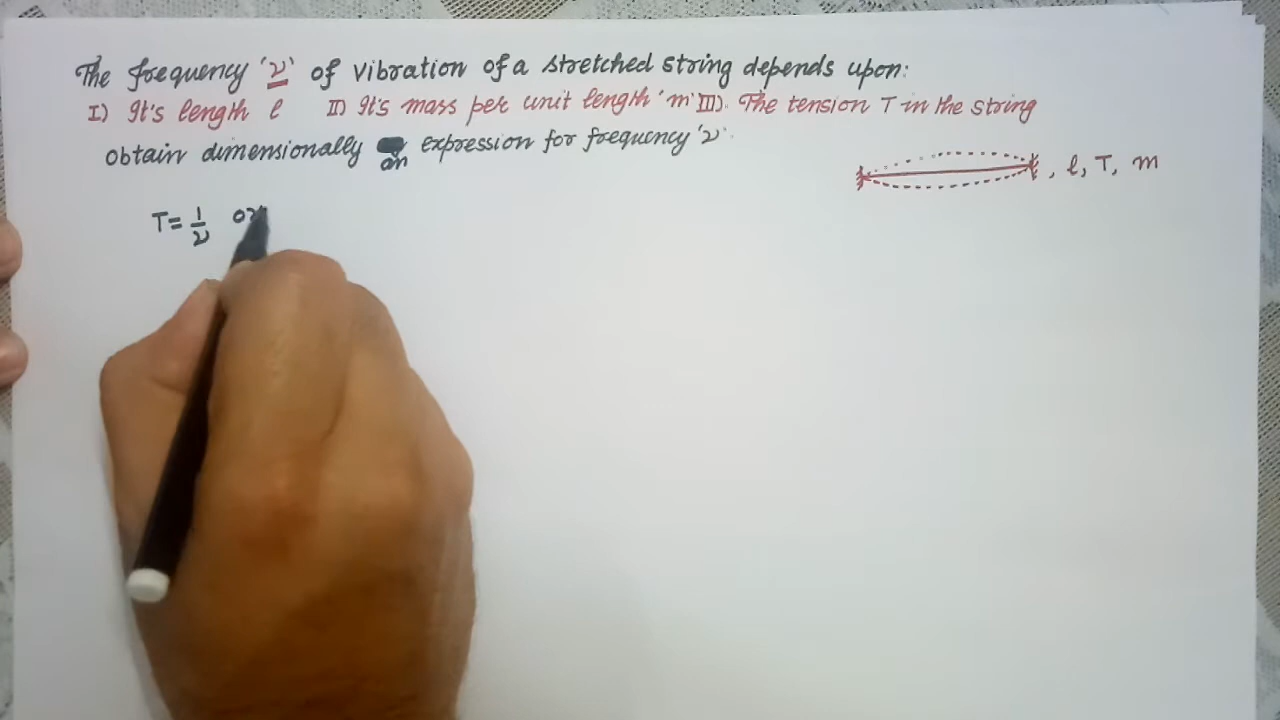 The frequency 'ν' of vibration of a stretched string depends upon:
I) It's length l II) It's mass per unit length 'm' III). The tension T in the string
obtain dimensionally an expression for frequency 'ν'.
, l, T, m
T = 1/ν or